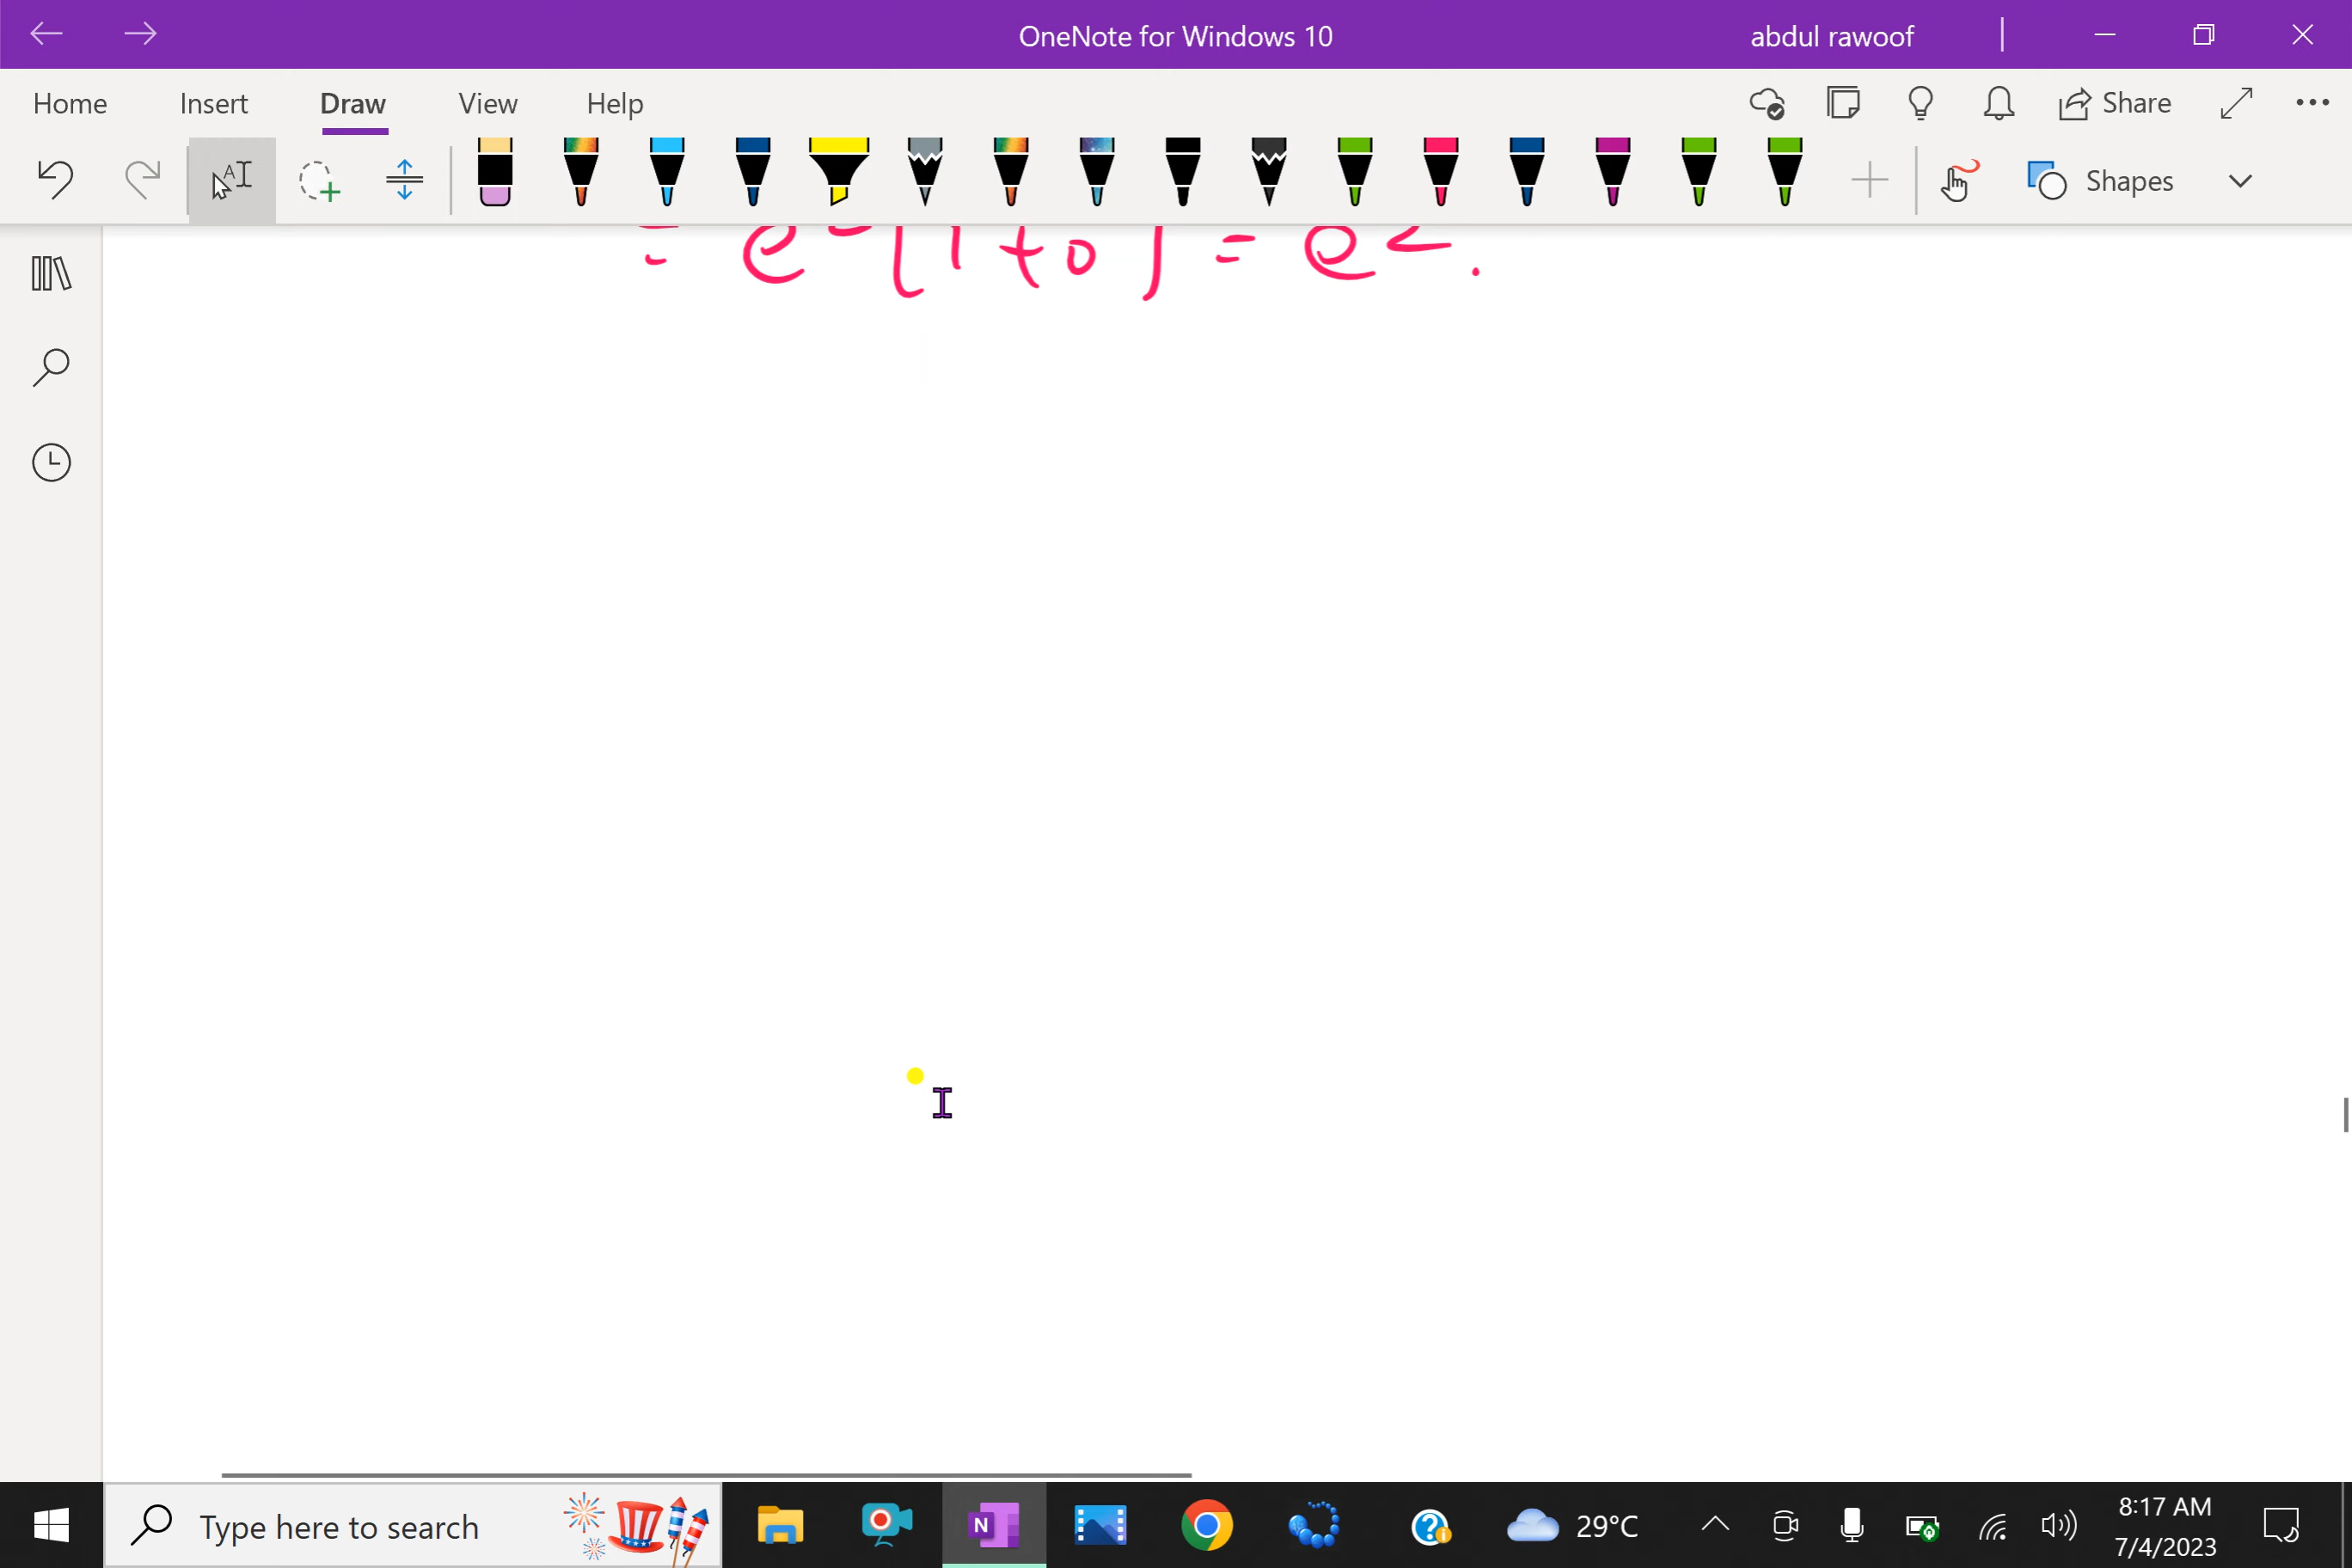 OneNote for Windows 10
abdul rawoof
Home Insert Draw View Help
Share
Shapes
= e²[1+0] = e².
Type here to search
29°C
8:17 AM
7/4/2023